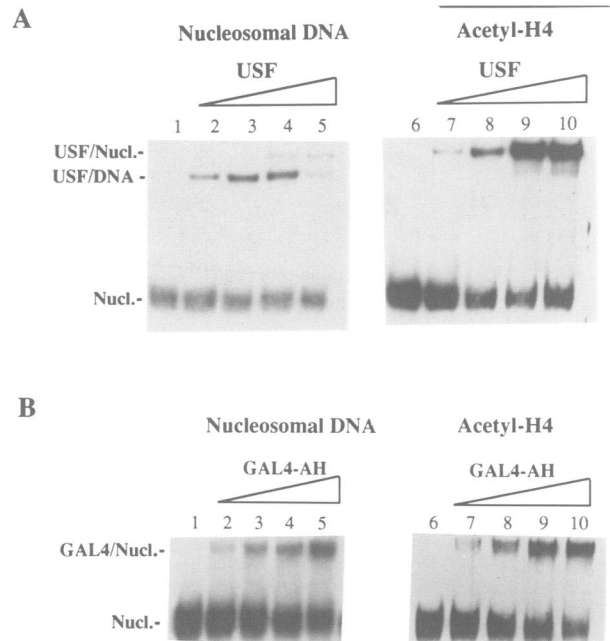 A
Nucleosomal DNA Acetyl-H4
USF USF
1 2 3 4 5 6 7 8 9 10
USF/Nucl.-
USF/DNA -
Nucl.-
B
Nucleosomal DNA Acetyl-H4
GAL4-AH GAL4-AH
1 2 3 4 5 6 7 8 9 10
GAL4/Nucl.-
Nucl.-